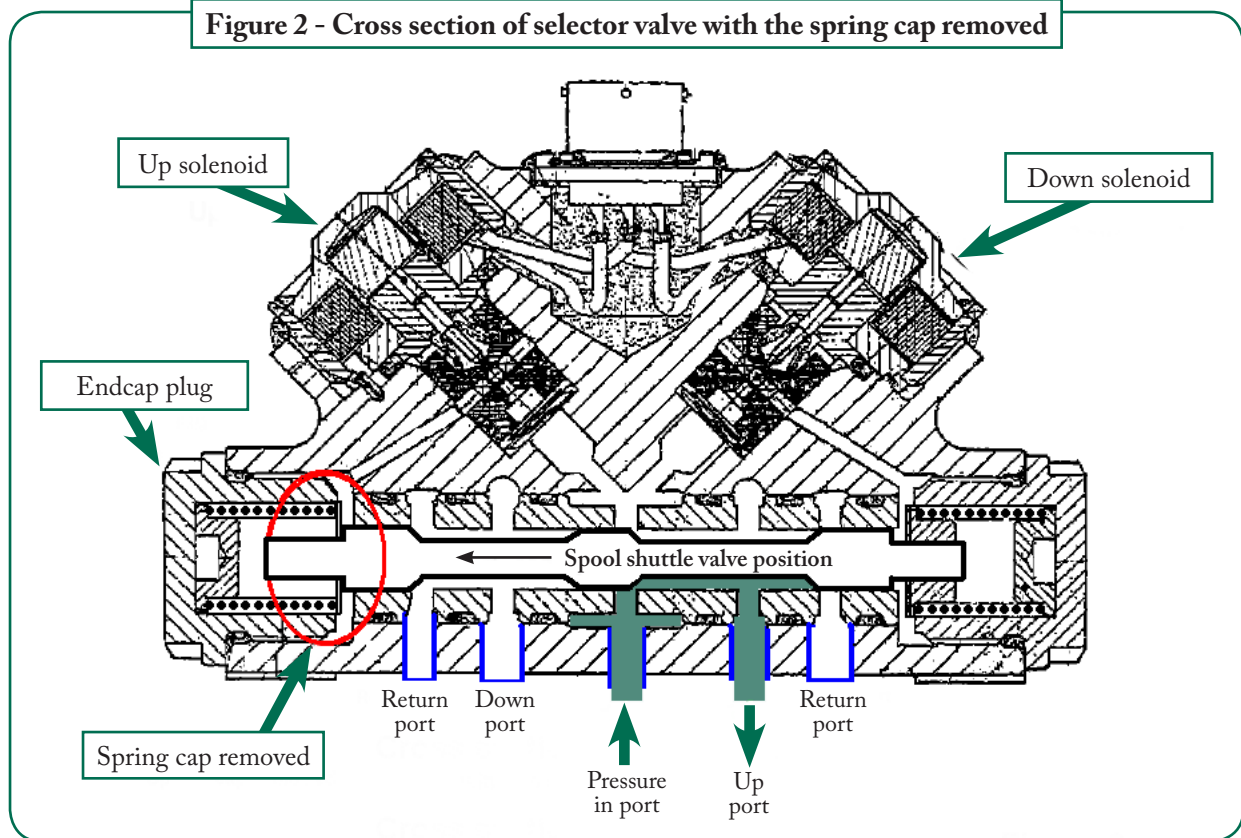 Figure 2 - Cross section of selector valve with the spring cap removed
Up solenoid
Down solenoid
Endcap plug
Spool shuttle valve position
Return
port
Down
port
Return
port
Spring cap removed
Pressure
in port
Up
port